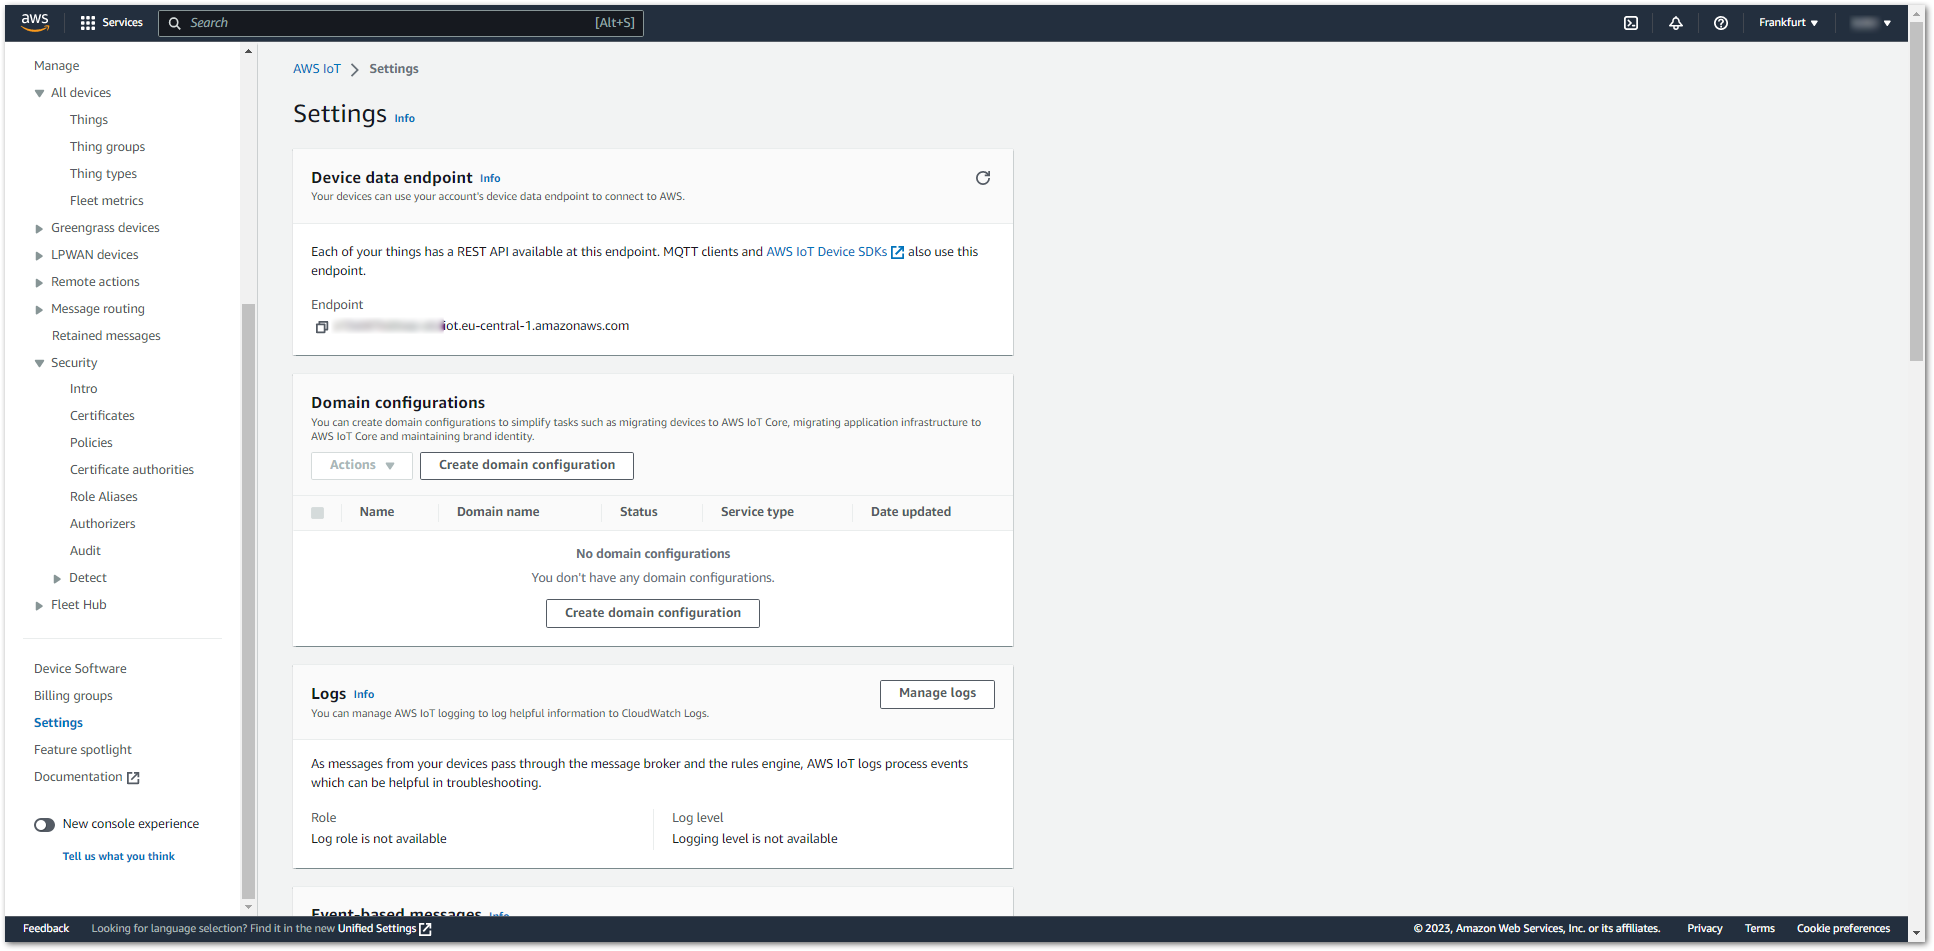 aws
Services
Search
[Alt+S]
Frankfurt
Manage
All devices
Things
Thing groups
Thing types
Fleet metrics
Greengrass devices
LPWAN devices
Remote actions
Message routing
Retained messages
Security
Intro
Certificates
Policies
Certificate authorities
Role Aliases
Authorizers
Audit
Detect
Fleet Hub
Device Software
Billing groups
Settings
Feature spotlight
Documentation
New console experience
Tell us what you think
AWS IoT
Settings
Settings Info
Device data endpoint Info
Your devices can use your account's device data endpoint to connect to AWS.
Each of your things has a REST API available at this endpoint. MQTT clients and AWS IoT Device SDKs also use this
endpoint.
Endpoint
iot.eu-central-1.amazonaws.com
Domain configurations
You can create domain configurations to simplify tasks such as migrating devices to AWS IoT Core, migrating application infrastructure to
AWS IoT Core and maintaining brand identity.
Actions
Create domain configuration
Name
Domain name
Status
Service type
Date updated
No domain configurations
You don't have any domain configurations.
Create domain configuration
Logs Info
Manage logs
You can manage AWS IoT logging to log helpful information to CloudWatch Logs.
As messages from your devices pass through the message broker and the rules engine, AWS IoT logs process events
which can be helpful in troubleshooting.
Role
Log role is not available
Log level
Logging level is not available
Event-based messages Info
Feedback
Looking for language selection? Find it in the new Unified Settings
© 2023, Amazon Web Services, Inc. or its affiliates.
Privacy
Terms
Cookie preferences